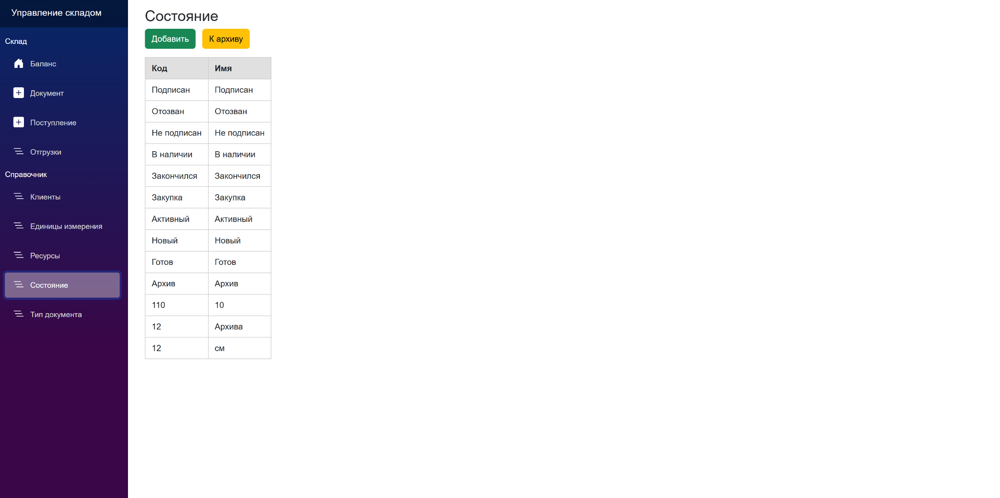 Управление складом
Склад
Баланс
Документ
Поступление
Отгрузки
Справочник
Клиенты
Единицы измерения
Ресурсы
Состояние
Тип документа
Состояние
Добавить К архиву
Код Имя
Подписан Подписан
Отозван Отозван
Не подписан Не подписан
В наличии В наличии
Закончился Закончился
Закупка Закупка
Активный Активный
Новый Новый
Готов Готов
Архив Архив
110 10
12 Архива
12 см